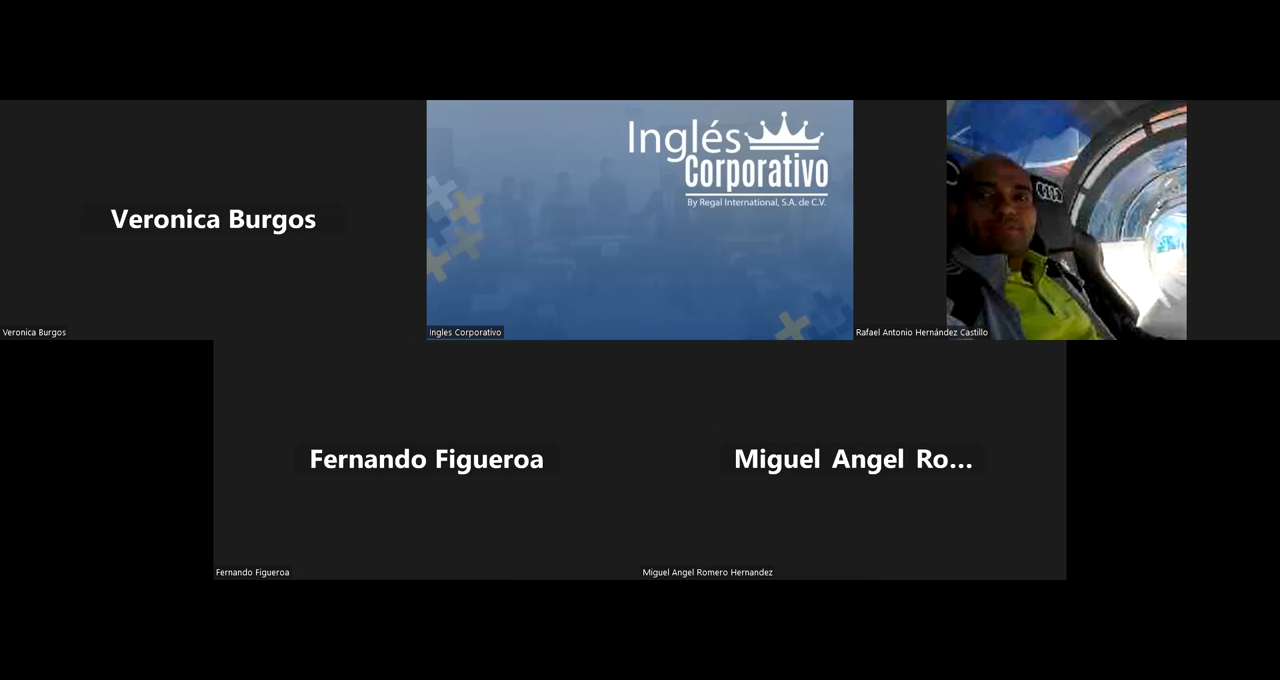 Veronica Burgos
Veronica Burgos
Inglés
Corporativo
By Regal International, S.A. de C.V.
Ingles Corporativo
Rafael Antonio Hernández Castillo
Fernando Figueroa
Fernando Figueroa
Miguel Angel Ro...
Miguel Angel Romero Hernandez